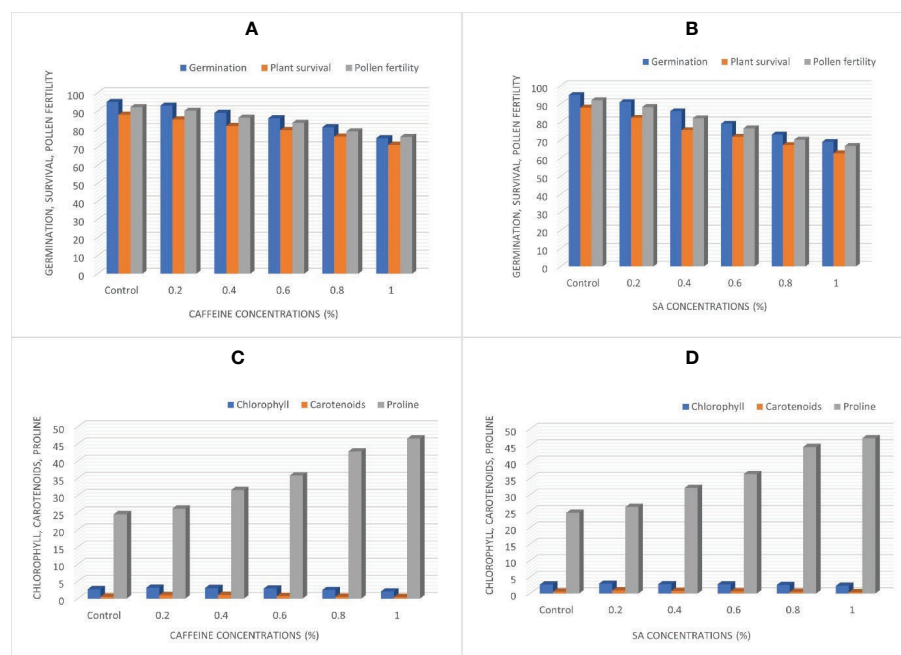 A
Germination Plant survival Pollen fertility
GERMINATION, SURVIVAL, POLLEN FERTILITY
100
90
80
70
60
50
40
30
20
10
0
Control 0.2 0.4 0.6 0.8 1
CAFFEINE CONCENTRATIONS (%)
B
Germination Plant survival Pollen fertility
GERMINATION, SURVIVAL, POLLEN FERTILITY
100
90
80
70
60
50
40
30
20
10
0
Control 0.2 0.4 0.6 0.8 1
SA CONCENTRATIONS (%)
C
Chlorophyll Carotenoids Proline
CHLOROPHYLL, CAROTENOIDS, PROLINE
50
45
40
35
30
25
20
15
10
5
0
Control 0.2 0.4 0.6 0.8 1
CAFFEINE CONCENTRATIONS (%)
D
Chlorophyll Carotenoids Proline
CHLOROPHYLL, CAROTENOIDS, PROLINE
50
45
40
35
30
25
20
15
10
5
0
Control 0.2 0.4 0.6 0.8 1
SA CONCENTRATIONS (%)